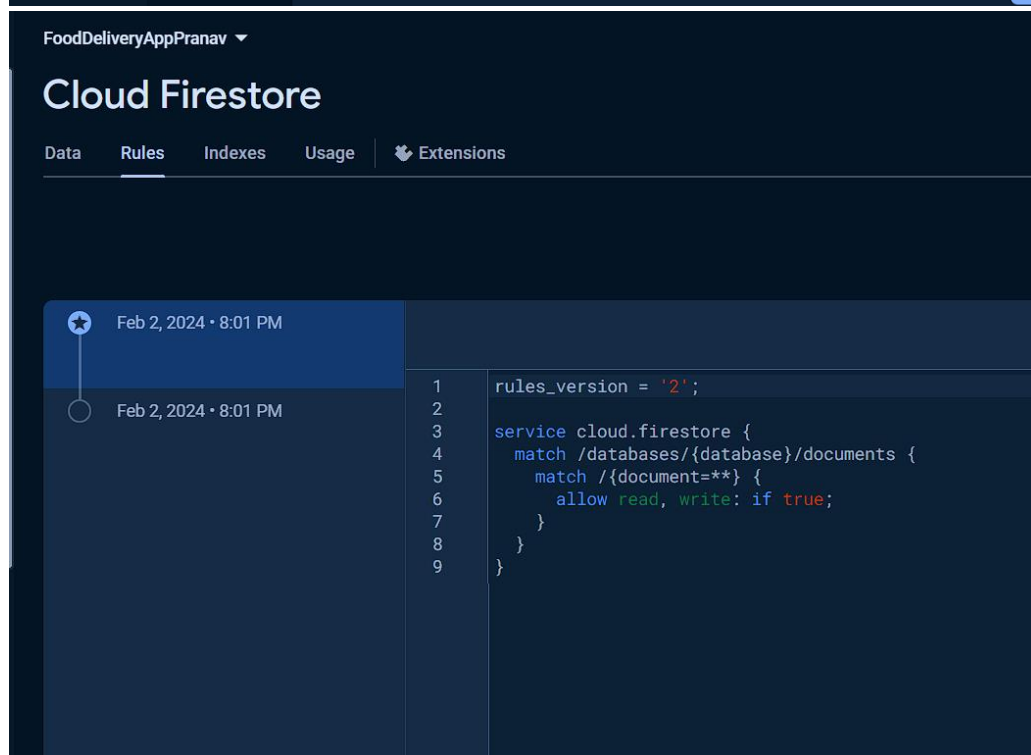 FoodDeliveryAppPranav
Cloud Firestore
Data Rules Indexes Usage Extensions
Feb 2, 2024 • 8:01 PM
Feb 2, 2024 • 8:01 PM
1 rules_version = '2';
2
3 service cloud.firestore {
4   match /databases/{database}/documents {
5     match /{document=**} {
6       allow read, write: if true;
7     }
8   }
9 }